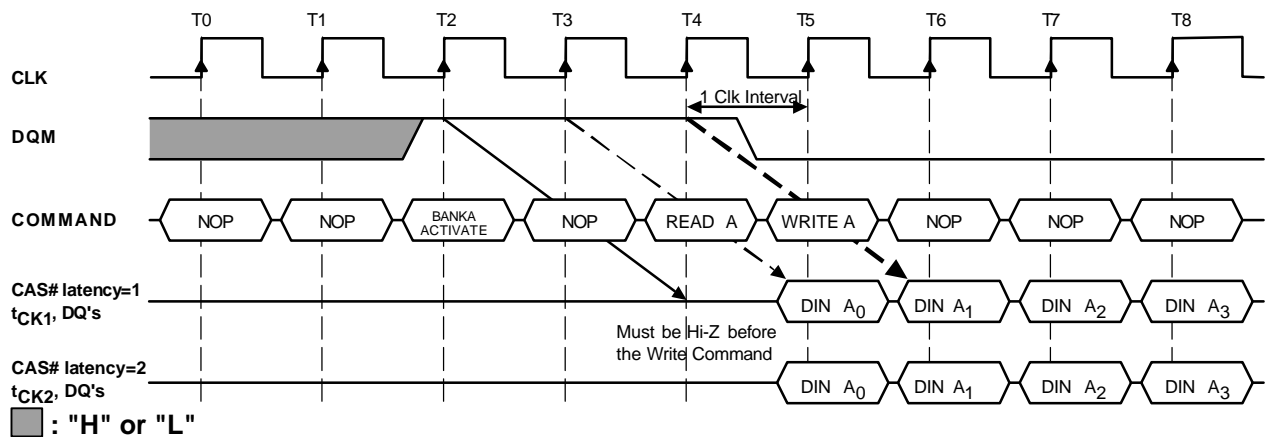 T0 T1 T2 T3 T4 T5 T6 T7 T8
CLK
1 Clk Interval
DQM
COMMAND NOP NOP BANKA ACTIVATE NOP READ A WRITE A NOP NOP NOP
CAS# latency=1
tCK1, DQ's
DIN A0 DIN A1 DIN A2 DIN A3
Must be Hi-Z before
the Write Command
CAS# latency=2
tCK2, DQ's
DIN A0 DIN A1 DIN A2 DIN A3
: "H" or "L"